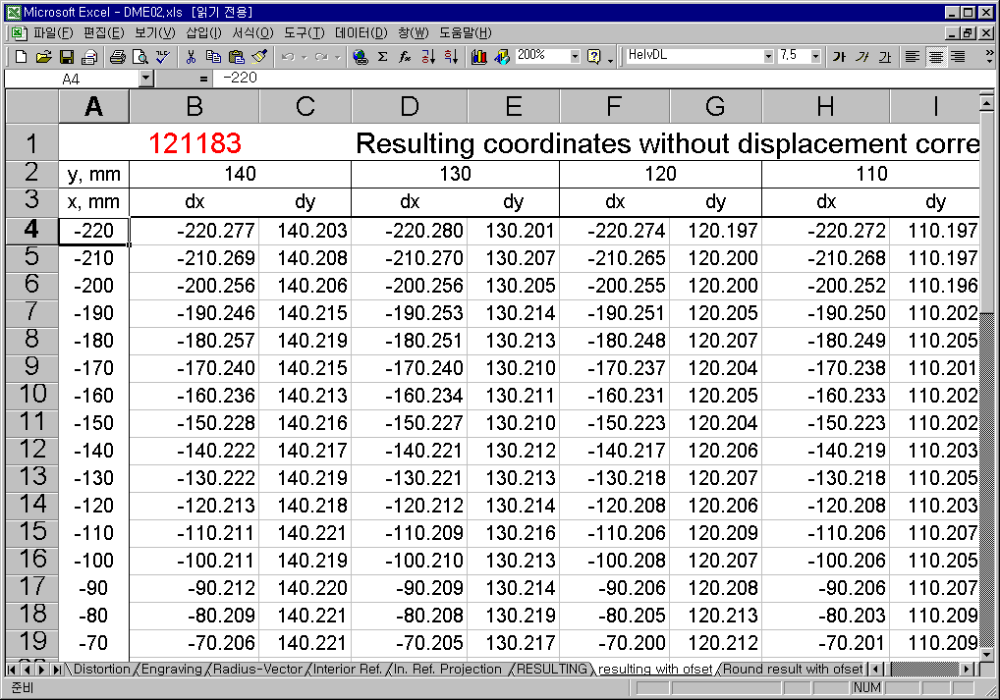 Microsoft Excel - DME02,xls [읽기 전용]
파일(F) 편집(E) 보기(V) 삽입(I) 서식(O) 도구(T) 데이터(D) 창(W) 도움말(H)
200% HelvDL 7,5 가 가 가
A4 = -220
A B C D E F G H I
1 121183 Resulting coordinates without displacement corre
2 y, mm 140 130 120 110
3 x, mm dx dy dx dy dx dy dx dy
4 -220 -220.277 140.203 -220.280 130.201 -220.274 120.197 -220.272 110.197
5 -210 -210.269 140.208 -210.270 130.207 -210.265 120.200 -210.268 110.197
6 -200 -200.256 140.206 -200.256 130.205 -200.255 120.200 -200.252 110.196
7 -190 -190.246 140.215 -190.253 130.214 -190.251 120.205 -190.250 110.202
8 -180 -180.257 140.219 -180.251 130.213 -180.248 120.207 -180.249 110.205
9 -170 -170.240 140.215 -170.240 130.210 -170.237 120.204 -170.238 110.201
10 -160 -160.236 140.213 -160.234 130.211 -160.231 120.205 -160.233 110.202
11 -150 -150.228 140.216 -150.227 130.210 -150.223 120.204 -150.223 110.202
12 -140 -140.222 140.217 -140.221 130.212 -140.217 120.206 -140.219 110.203
13 -130 -130.222 140.219 -130.221 130.213 -130.218 120.207 -130.218 110.205
14 -120 -120.213 140.218 -120.212 130.214 -120.208 120.206 -120.208 110.203
15 -110 -110.211 140.221 -110.209 130.216 -110.206 120.209 -110.206 110.207
16 -100 -100.211 140.219 -100.210 130.213 -100.208 120.207 -100.206 110.205
17 -90 -90.212 140.220 -90.209 130.214 -90.206 120.208 -90.206 110.207
18 -80 -80.209 140.221 -80.208 130.219 -80.205 120.213 -80.203 110.209
19 -70 -70.206 140.221 -70.205 130.217 -70.200 120.212 -70.201 110.209
Distortion Engraving Radius-Vector Interior Ref. In. Ref. Projection RESULTING resulting with ofset Round result with ofset
준비 NUM